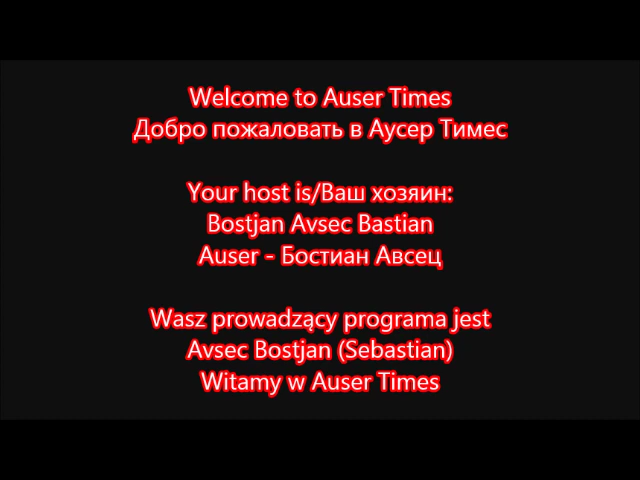 Welcome to Auser Times
Добро пожаловать в Аусер Тимес
Your host is/Ваш хозяин:
Bostjan Avsec Bastian
Auser - Бостиан Авсец
Wasz prowadzący programa jest
Avsec Bostjan (Sebastian)
Witamy w Auser Times